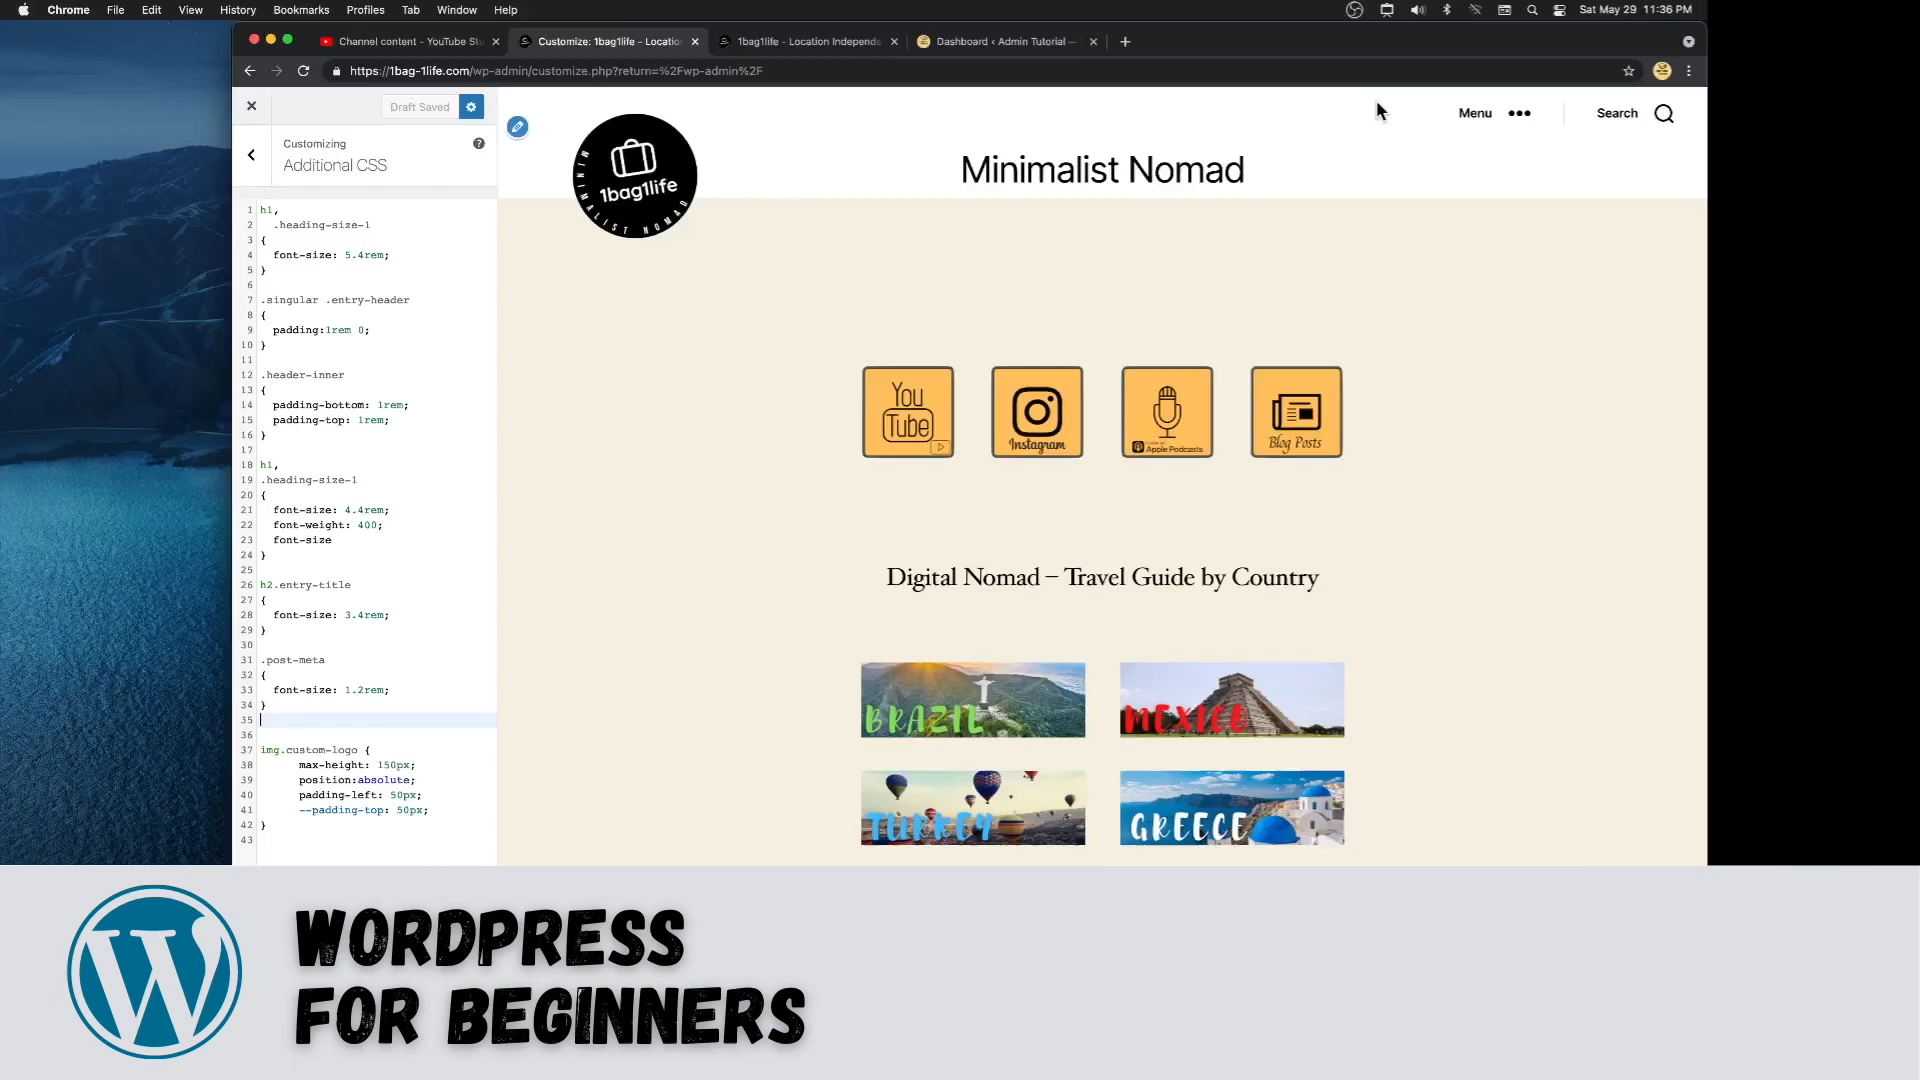 Chrome File Edit View History Bookmarks Profiles Tab Window Help Sat May 29 11:36 PM
Channel content - YouTube Stu Customize: 1bag1life - Locatio 1bag1life - Location Independe Dashboard ‹ Admin Tutorial —
https://1bag-1life.com/wp-admin/customize.php?return=%2Fwp-admin%2F
Draft Saved
Customizing
Additional CSS
1 h1,
2 .heading-size-1
3 {
4 font-size: 5.4rem;
5 }
6
7 .singular .entry-header
8 {
9 padding:1rem 0;
10 }
11
12 .header-inner
13 {
14 padding-bottom: 1rem;
15 padding-top: 1rem;
16 }
17
18 h1,
19 .heading-size-1
20 {
21 font-size: 4.4rem;
22 font-weight: 400;
23 font-size
24 }
25
26 h2.entry-title
27 {
28 font-size: 3.4rem;
29 }
30
31 .post-meta
32 {
33 font-size: 1.2rem;
34 }
35
36
37 img.custom-logo {
38 max-height: 150px;
39 position:absolute;
40 padding-left: 50px;
41 --padding-top: 50px;
42 }
43
1bag1life
MINIMALIST NOMAD
Menu
Search
Minimalist Nomad
You
Tube
Instagram
Apple Podcasts
Blog Posts
Digital Nomad – Travel Guide by Country
BRAZIL
MEXICO
TURKEY
GREECE
WORDPRESS
FOR BEGINNERS